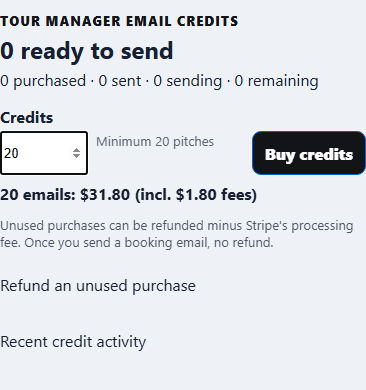 TOUR MANAGER EMAIL CREDITS
0 ready to send
0 purchased · 0 sent · 0 sending · 0 remaining
Credits
20
Minimum 20 pitches
Buy credits
20 emails: $31.80 (incl. $1.80 fees)
Unused purchases can be refunded minus Stripe's processing
fee. Once you send a booking email, no refund.
Refund an unused purchase
Recent credit activity